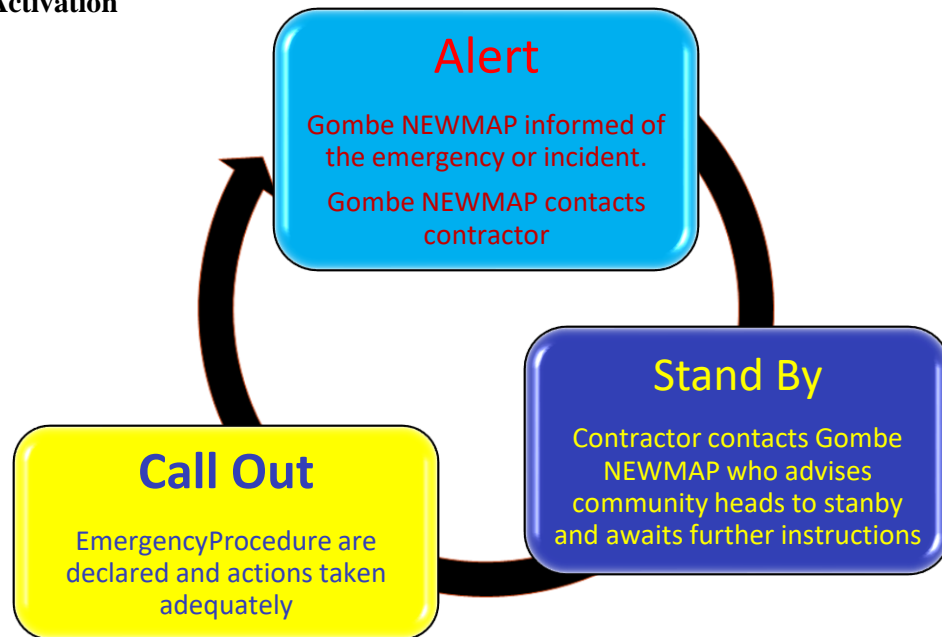 Activation
Alert
Gombe NEWMAP informed of
the emergency or incident.
Gombe NEWMAP contacts
contractor
Stand By
Contractor contacts Gombe
NEWMAP who advises
community heads to stanby
and awaits further instructions
Call Out
EmergencyProcedure are
declared and actions taken
adequately